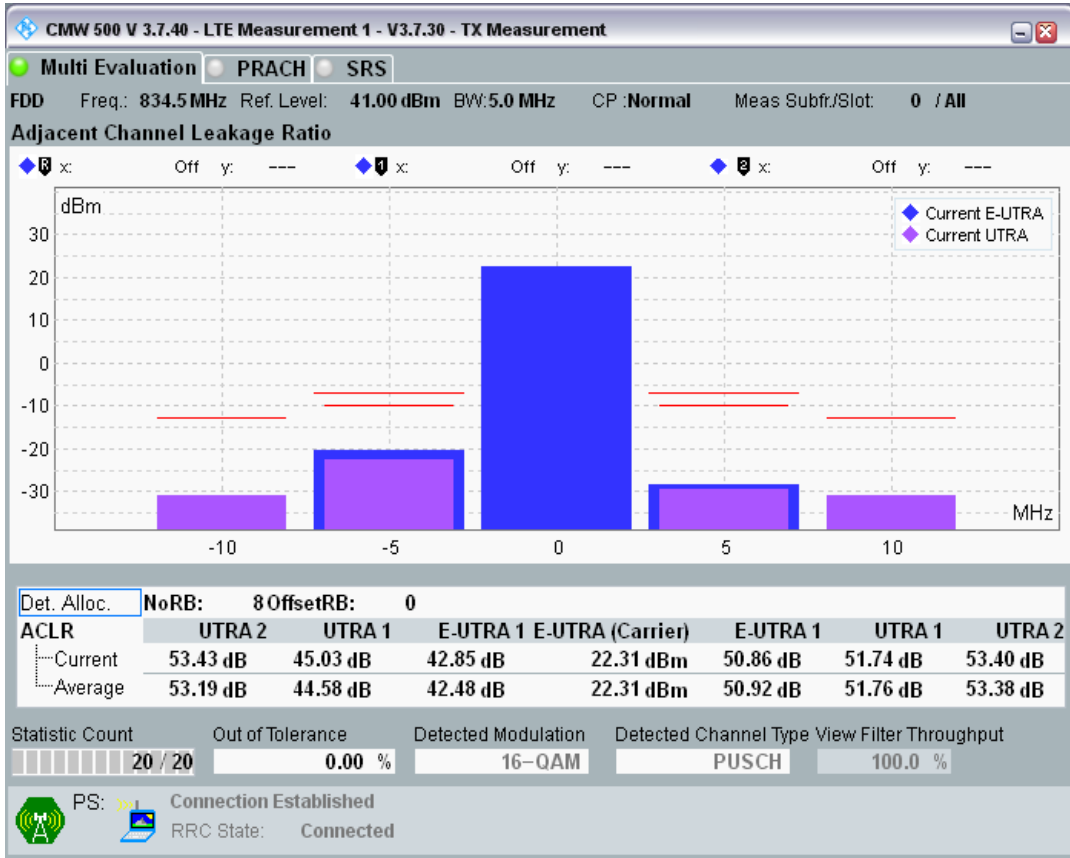 CMW 500 V 3.7.40 - LTE Measurement 1 - V3.7.30 - TX Measurement
Multi Evaluation PRACH SRS
FDD Freq.: 834.5 MHz Ref. Level: 41.00 dBm BW: 5.0 MHz CP : Normal Meas Subfr./Slot: 0 / All
Adjacent Channel Leakage Ratio
R x: Off y: --- 1 x: Off y: --- 2 x: Off y: ---
dBm
Current E-UTRA
Current UTRA
30
20
10
0
-10
-20
-30
MHz
-10 -5 0 5 10
Det. Alloc. NoRB: 8 OffsetRB: 0
ACLR UTRA 2 UTRA 1 E-UTRA 1 E-UTRA (Carrier) E-UTRA 1 UTRA 1 UTRA 2
Current 53.43 dB 45.03 dB 42.85 dB 22.31 dBm 50.86 dB 51.74 dB 53.40 dB
Average 53.19 dB 44.58 dB 42.48 dB 22.31 dBm 50.92 dB 51.76 dB 53.38 dB
Statistic Count Out of Tolerance Detected Modulation Detected Channel Type View Filter Throughput
20 / 20 0.00 % 16-QAM PUSCH 100.0 %
PS: Connection Established
RRC State: Connected